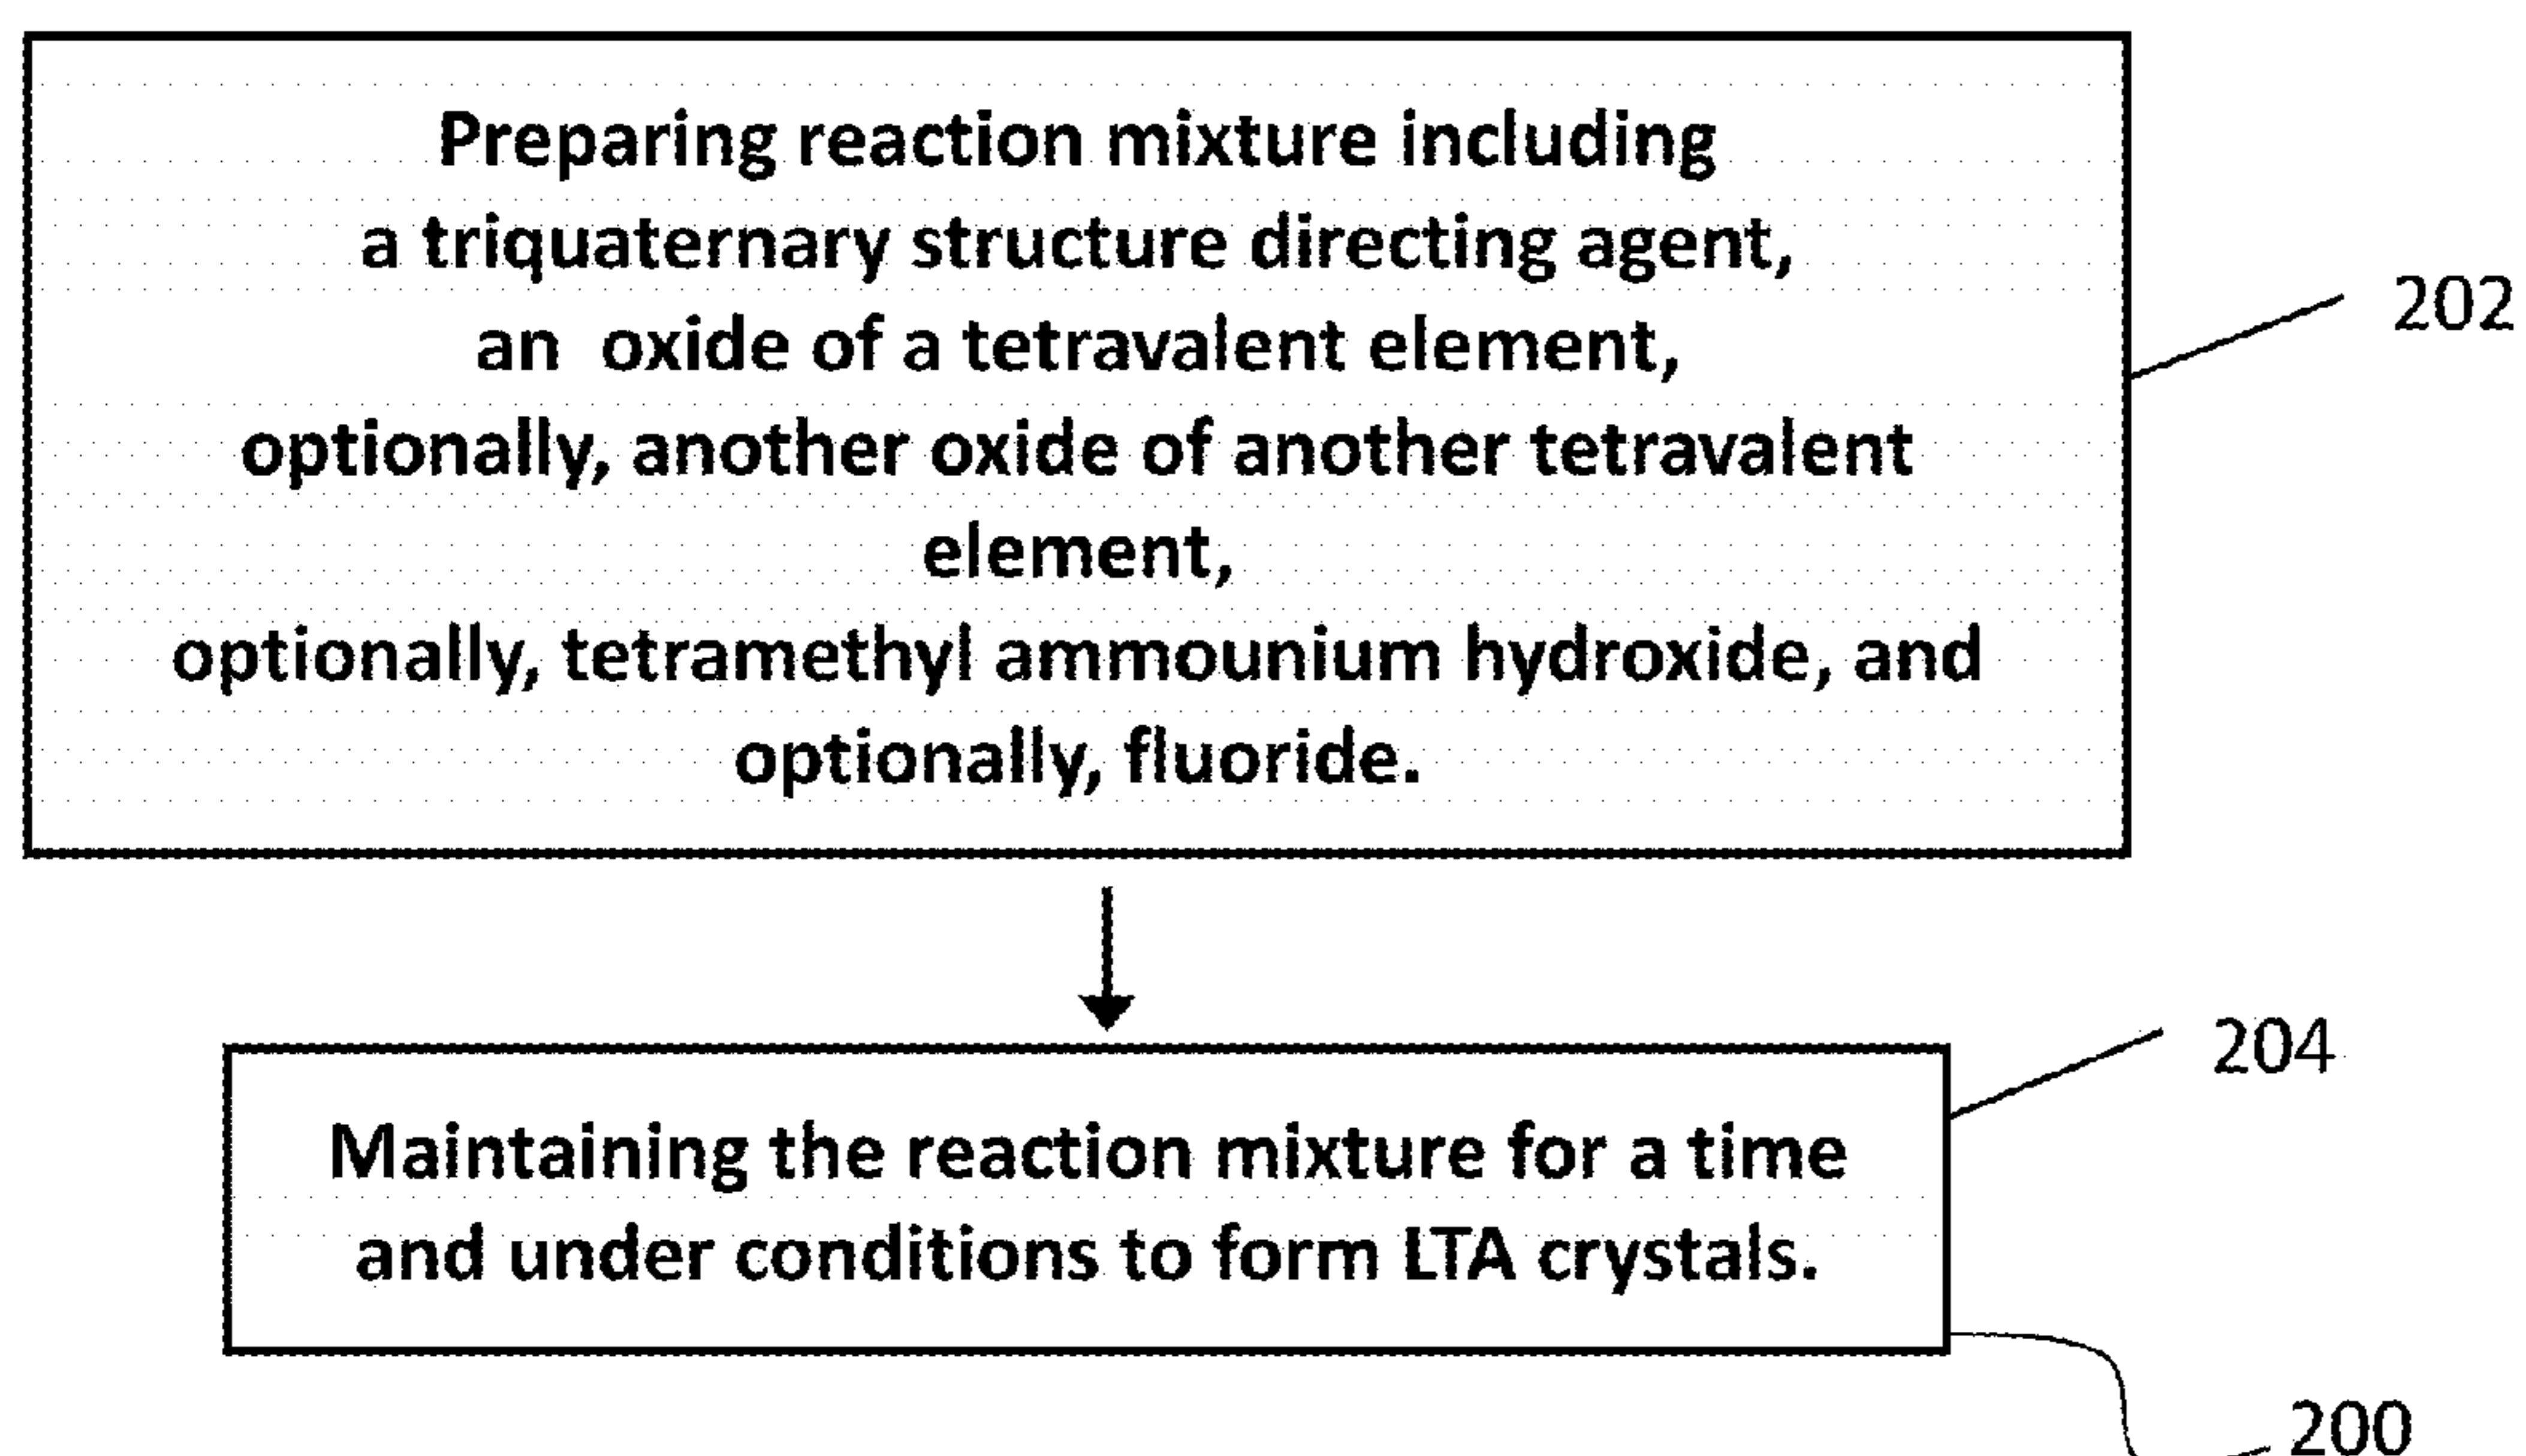 Preparing reaction mixture including
a triquaternary structure directing agent,
an oxide of a tetravalent element,
optionally, another oxide of another tetravalent
element,
optionally, tetramethyl ammounium hydroxide, and
optionally, fluoride.
202
204
Maintaining the reaction mixture for a time
and under conditions to form LTA crystals.
200